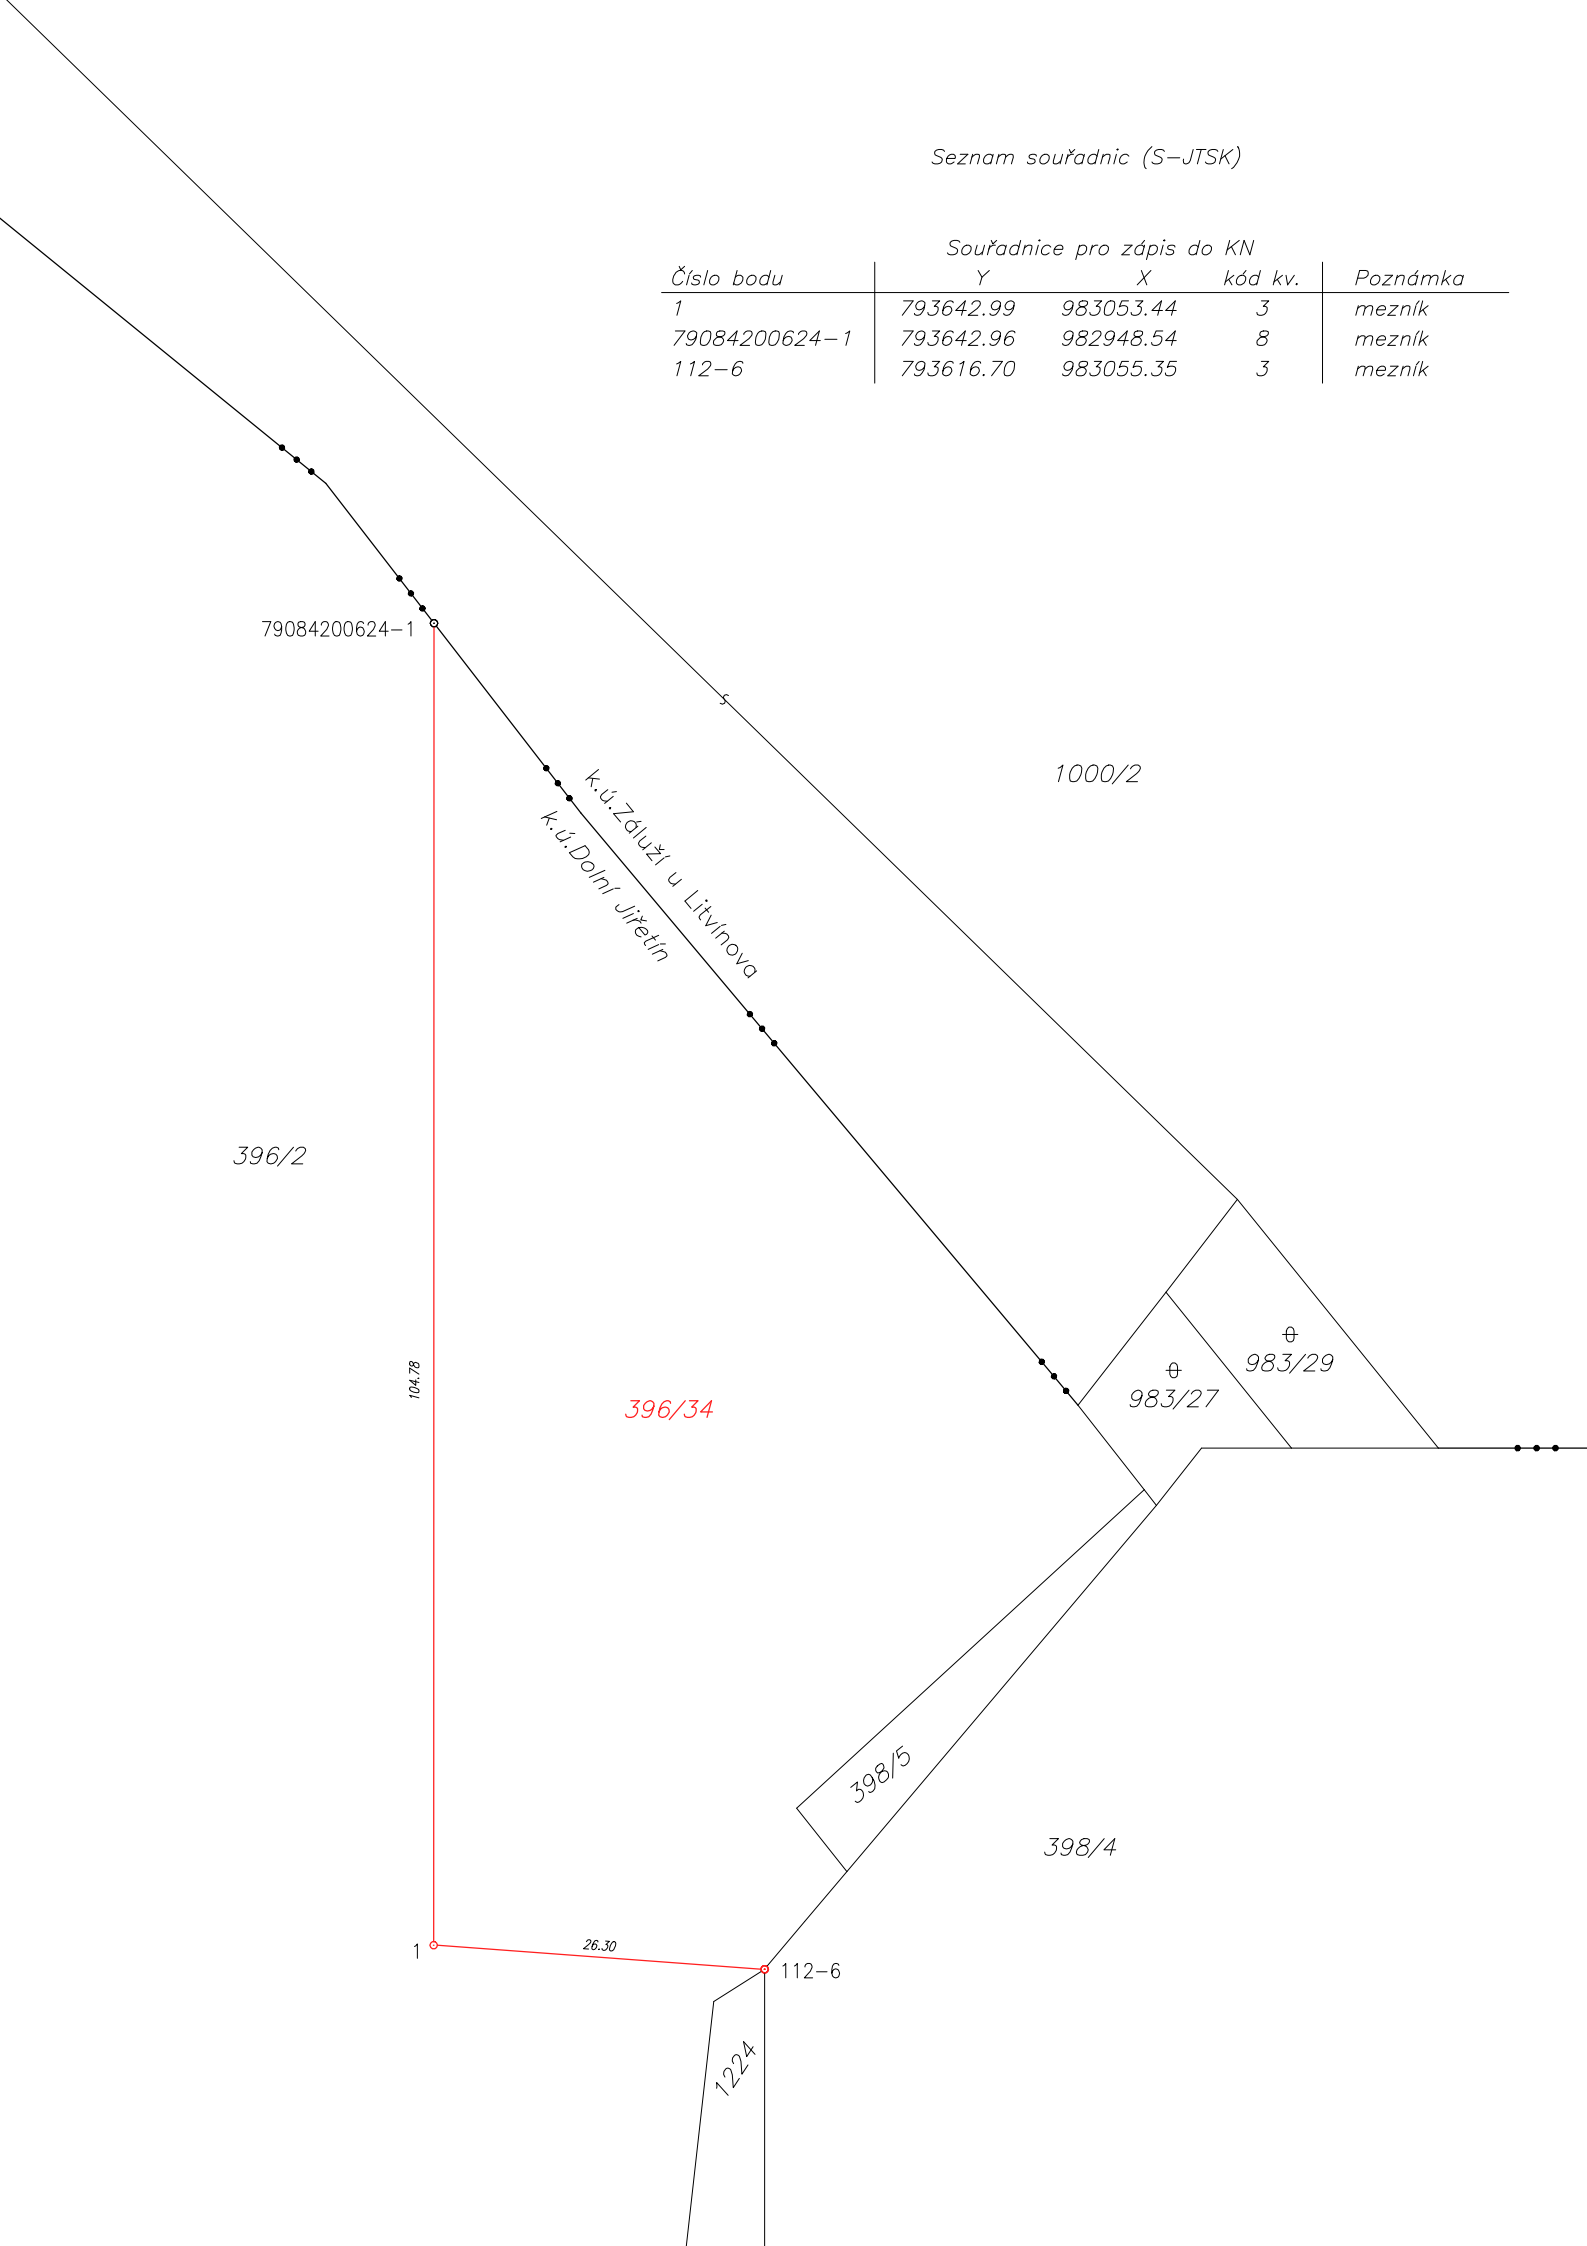 Seznam souřadnic (S-JTSK)
Souřadnice pro zápis do KN
Číslo bodu Y X kód kv. Poznámka
1 793642.99 983053.44 3 mezník
79084200624-1 793642.96 982948.54 8 mezník
112-6 793616.70 983055.35 3 mezník
79084200624-1
1000/2
k.ú.Záluží u Litvínova
k.ú.Dolní Jiřetín
396/2
983/29
983/27
104.78
396/34
398/5
398/4
1
26.30
112-6
1224